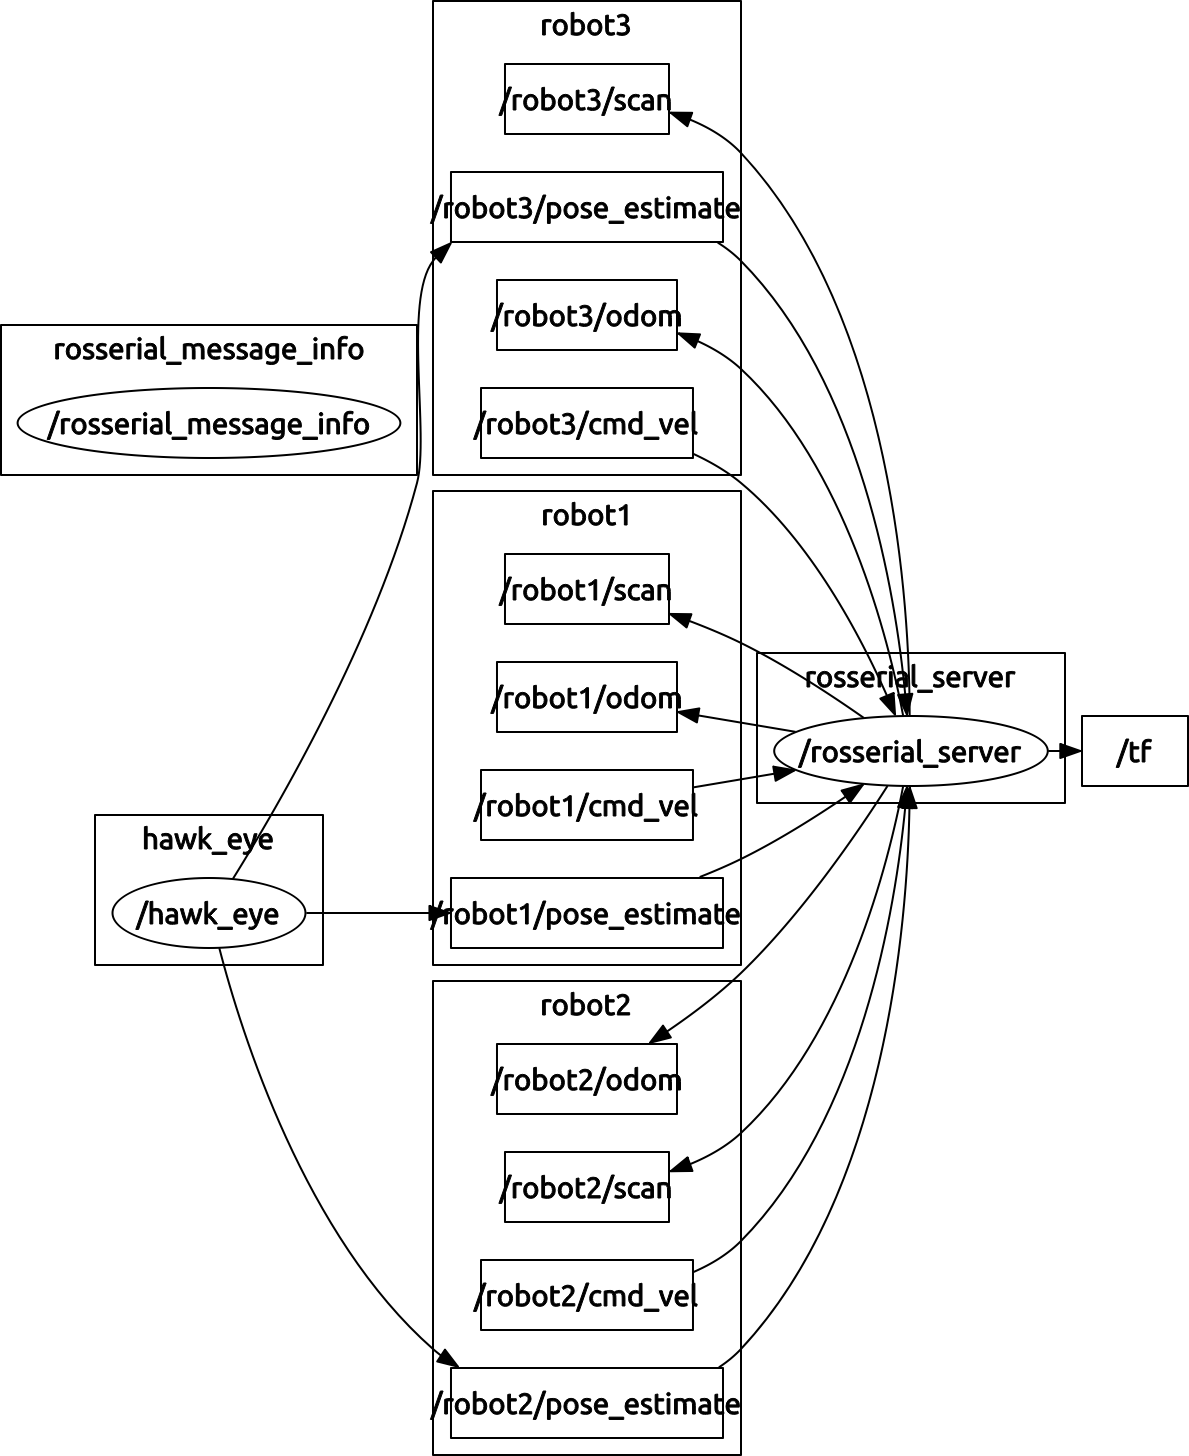 robot3
/robot3/scan
/robot3/pose_estimate
/robot3/odom
rosserial_message_info
/rosserial_message_info
/robot3/cmd_vel
robot1
/robot1/scan
rosserial_server
/robot1/odom
/rosserial_server
/tf
/robot1/cmd_vel
hawk_eye
/hawk_eye
/robot1/pose_estimate
robot2
/robot2/odom
/robot2/scan
/robot2/cmd_vel
/robot2/pose_estimate